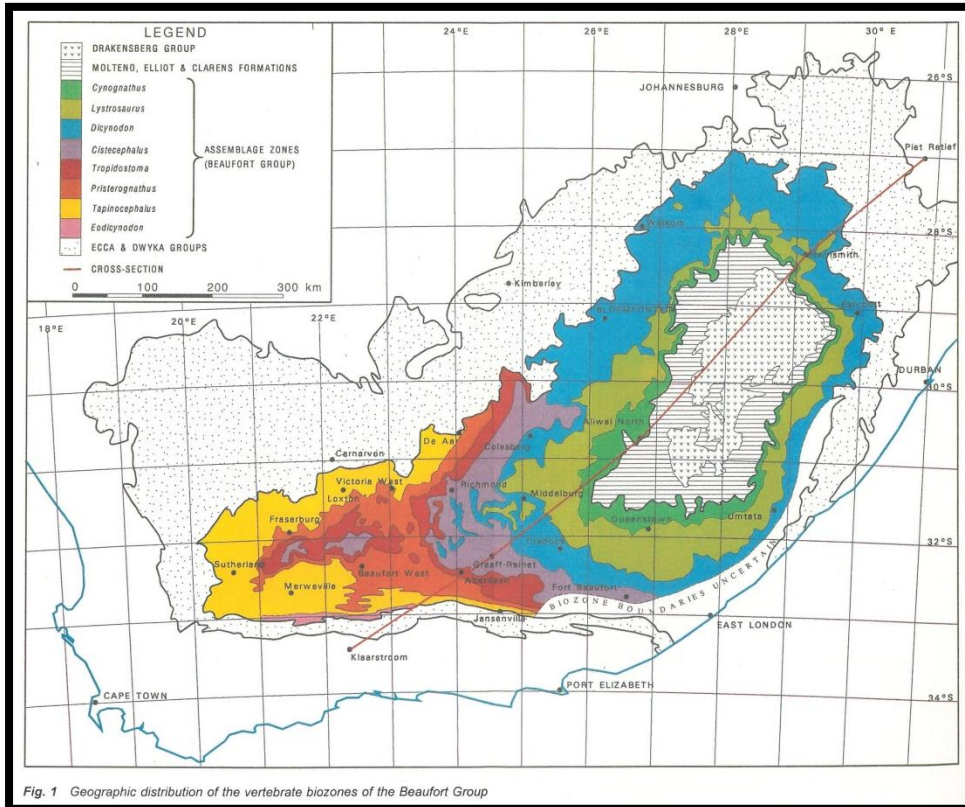 LEGEND
DRAKENSBERG GROUP
MOLTENO, ELLIOT & CLARENS FORMATIONS
Cynognathus
Lystrosaurus
Dicynodon
Cistecephalus
Tropidostoma
Pristerognathus
Tapinocephalus
Eodicynodon
ASSEMBLAGE ZONES
(BEAUFORT GROUP)
ECCA & DWYKA GROUPS
CROSS-SECTION
0 100 200 300 km
24°E
26°E
28°E
30°E
JOHANNESBURG
26°S
Piet Retief
Welkom
28°S
Harrismith
18°E
20°E
22°E
Kimberley
BLOEMFONTEIN
Estcourt
DURBAN
30°S
Aliwal North
De Aar
Colesberg
Carnarvon
Victoria West
Richmond
Loxton
Middelburg
Fraserburg
Queenstown
Umtata
Cradock
32°S
Sutherland
Graaff-Reinet
Beaufort West
Aberdeen
Merweville
Fort Beaufort
BIOZONE BOUNDARIES UNCERTAIN
Jansenville
EAST LONDON
Klaarstroom
PORT ELIZABETH
CAPE TOWN
34°S
Fig. 1 Geographic distribution of the vertebrate biozones of the Beaufort Group